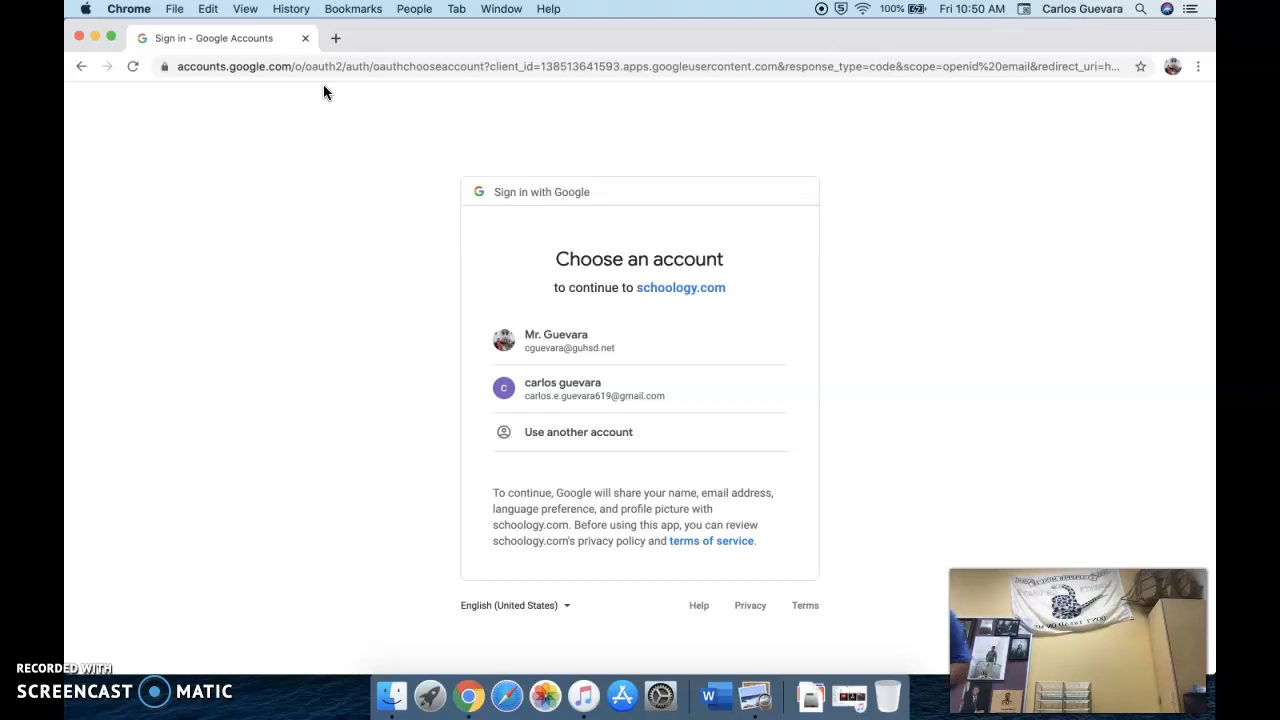 Chrome File Edit View History Bookmarks People Tab Window Help 100% Fri 10:50 AM Carlos Guevara
Sign in - Google Accounts
accounts.google.com/o/oauth2/auth/oauthchooseaccount?client_id=138513641593.apps.googleusercontent.com&response_type=code&scope=openid%20email&redirect_uri=h...
Sign in with Google
Choose an account
to continue to schoology.com
Mr. Guevara
cguevara@guhsd.net
C
carlos guevara
carlos.e.guevara619@gmail.com
Use another account
To continue, Google will share your name, email address,
language preference, and profile picture with
schoology.com. Before using this app, you can review
schoology.com's privacy policy and terms of service.
English (United States) Help Privacy Terms
RECORDED WITH
SCREENCAST MATIC